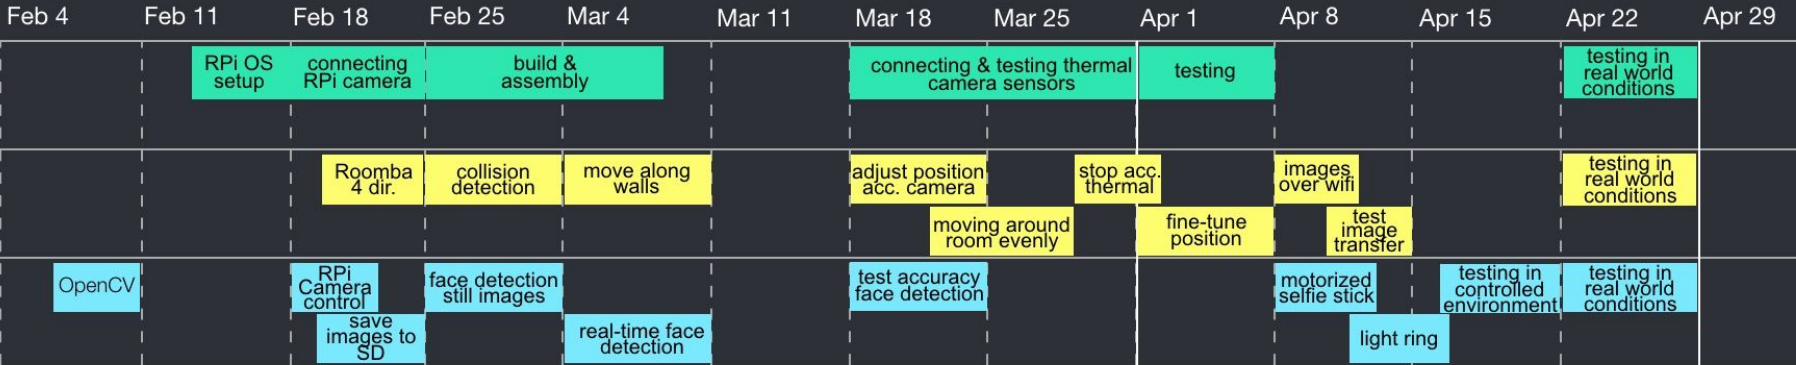 Feb 4 Feb 11 Feb 18 Feb 25 Mar 4 Mar 11 Mar 18 Mar 25 Apr 1 Apr 8 Apr 15 Apr 22 Apr 29
RPi OS
setup
connecting
RPi camera
build &
assembly
connecting & testing thermal
camera sensors
testing
testing in
real world
conditions
Roomba
4 dir.
collision
detection
move along
walls
adjust position
acc. camera
moving around
room evenly
stop acc.
thermal
fine-tune
position
images
over wifi
test
image
transfer
testing in
real world
conditions
OpenCV
RPi
Camera
control
save
images to
SD
face detection
still images
real-time face
detection
test accuracy
face detection
motorized
selfie stick
light ring
testing in
controlled
environment
testing in
real world
conditions